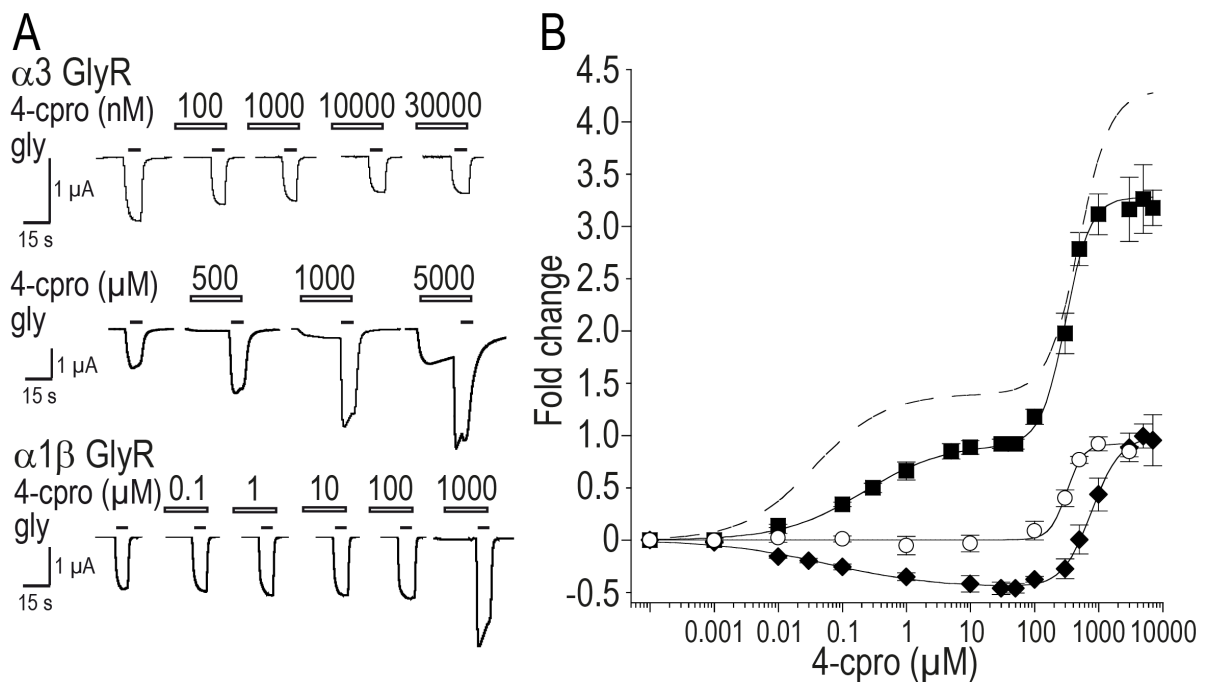 A
α3 GlyR
4-cpro (nM) 100 1000 10000 30000
gly
1 µA
15 s
4-cpro (µM) 500 1000 5000
gly
1 µA
15 s
α1β GlyR
4-cpro (µM) 0.1 1 10 100 1000
gly
1 µA
15 s
B
4.5
4.0
3.5
3.0
2.5
2.0
1.5
1.0
0.5
0
-0.5
Fold change
0.001 0.01 0.1 1 10 100 1000 10000
4-cpro (µM)